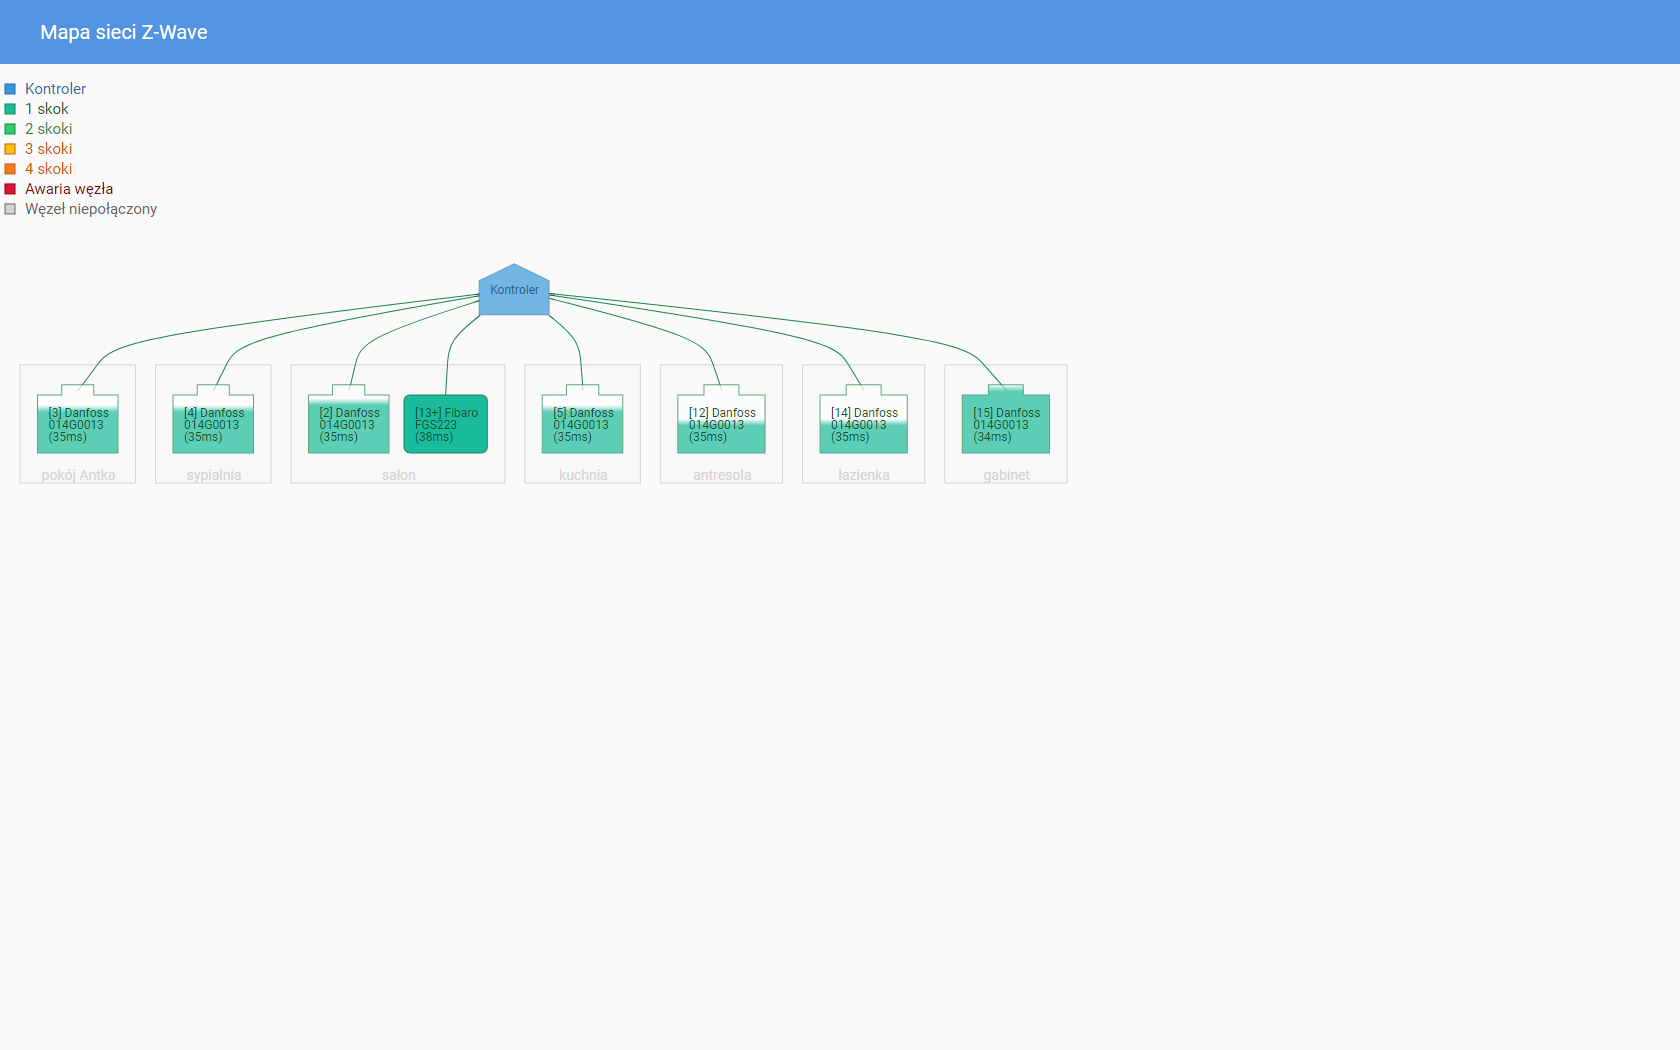 Mapa sieci Z-Wave
Kontroler
1 skok
2 skoki
3 skoki
4 skoki
Awaria węzła
Węzeł niepołączony
Kontroler
[3] Danfoss
014G0013
(35ms)
pokój Antka
[4] Danfoss
014G0013
(35ms)
sypialnia
[2] Danfoss
014G0013
(35ms)
[13+] Fibaro
FGS223
(38ms)
salon
[5] Danfoss
014G0013
(35ms)
kuchnia
[12] Danfoss
014G0013
(35ms)
antresola
[14] Danfoss
014G0013
(35ms)
łazienka
[15] Danfoss
014G0013
(34ms)
gabinet